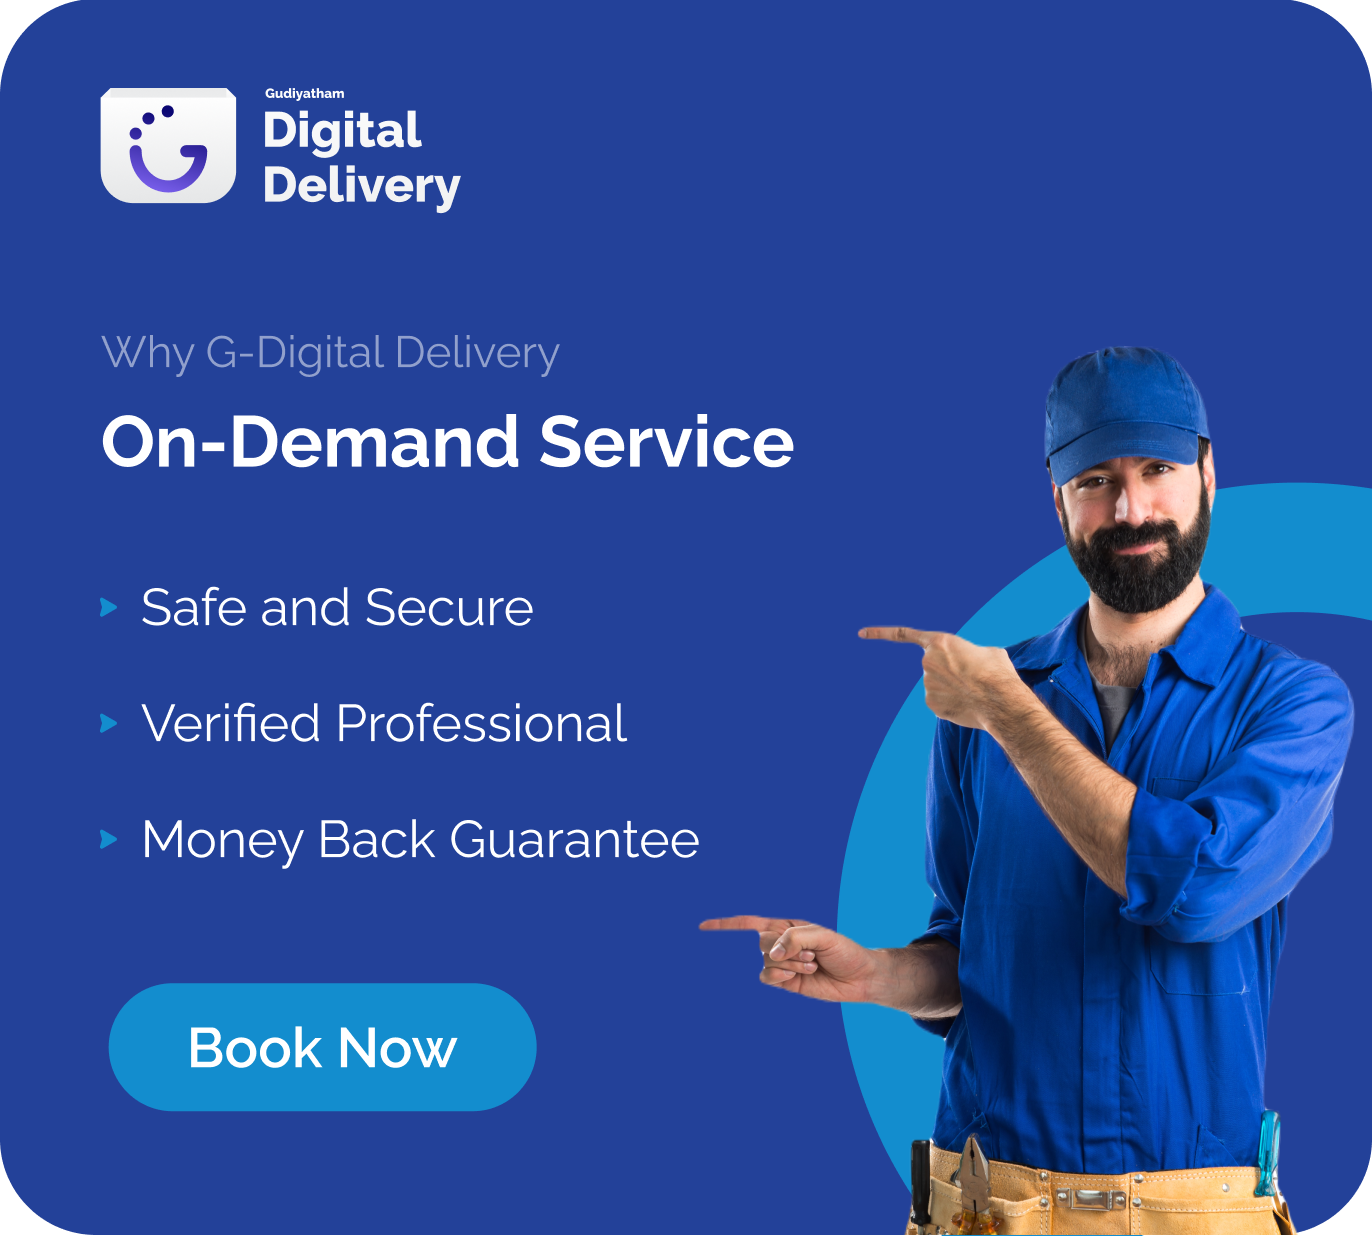 Gudiyatham
Digital
Delivery
Why G-Digital Delivery
On-Demand Service
Safe and Secure
Verified Professional
Money Back Guarantee
Book Now